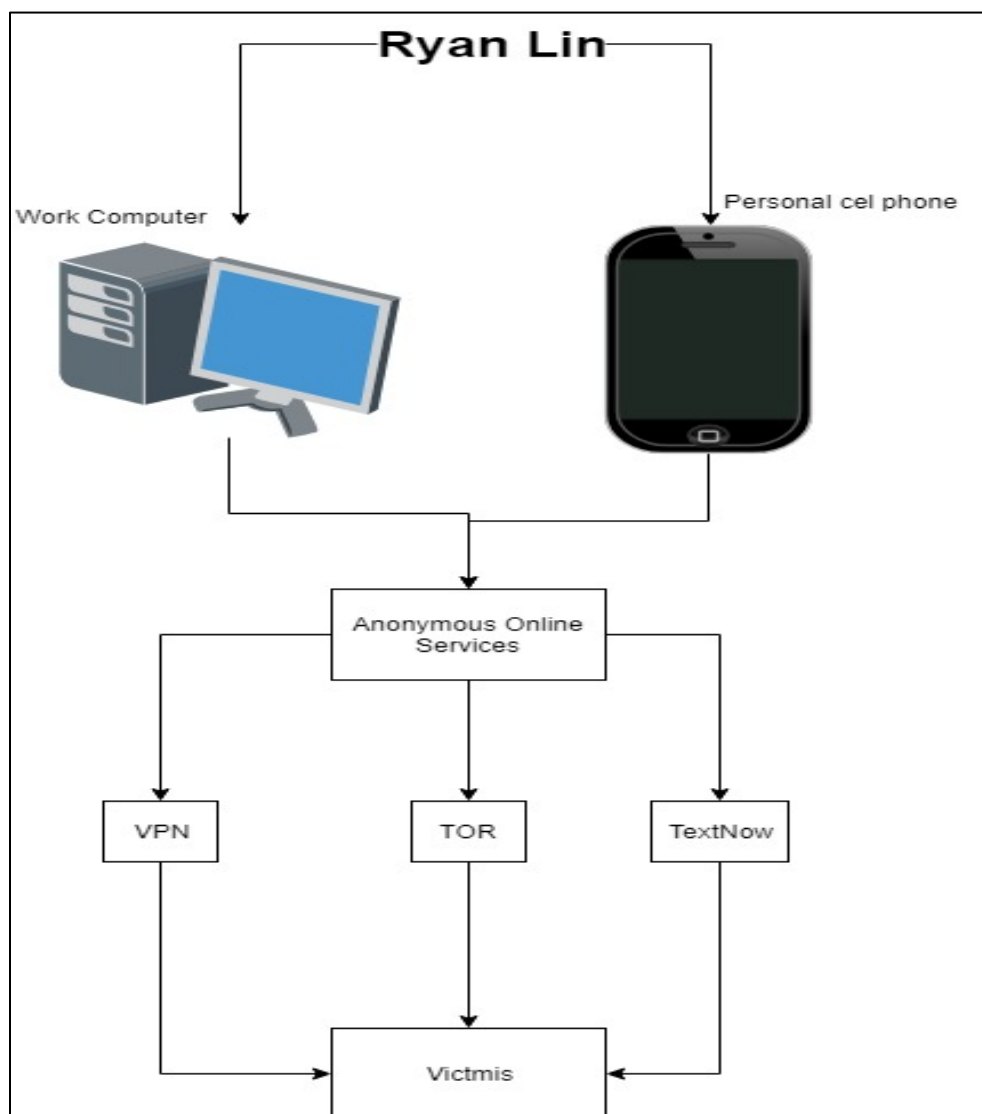 Ryan Lin
Work Computer
Personal cel phone
Anonymous Online
Services
VPN
TOR
TextNow
Victmis